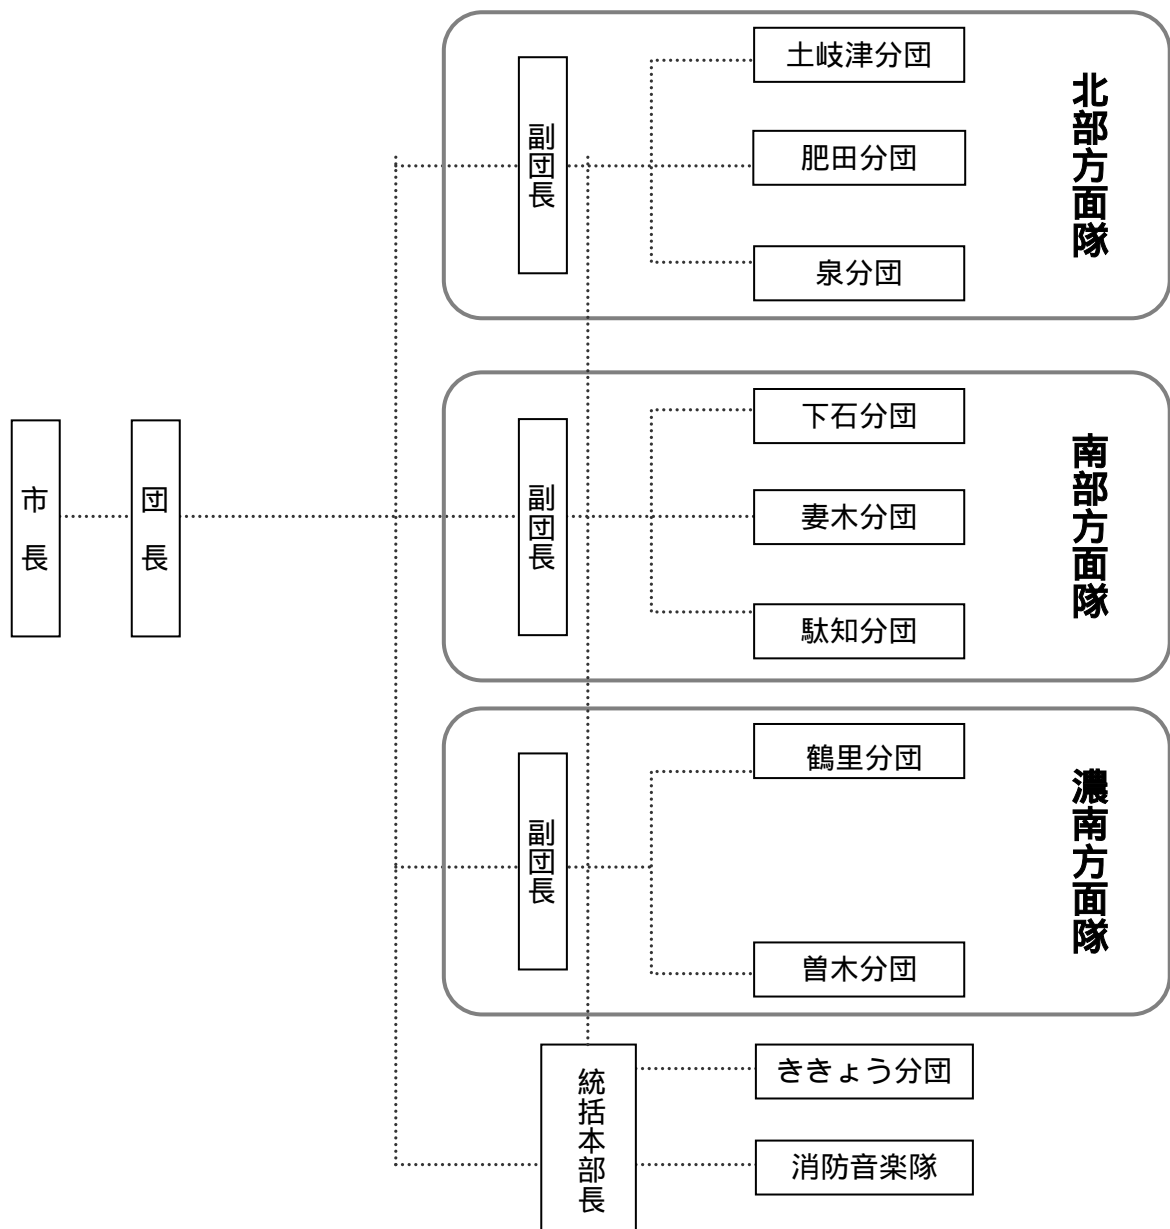 市長
団長
副団長
土岐津分団
肥田分団
泉分団
北部方面隊
副団長
下石分団
妻木分団
駄知分団
南部方面隊
副団長
鶴里分団
曽木分団
濃南方面隊
統括本部長
ききょう分団
消防音楽隊